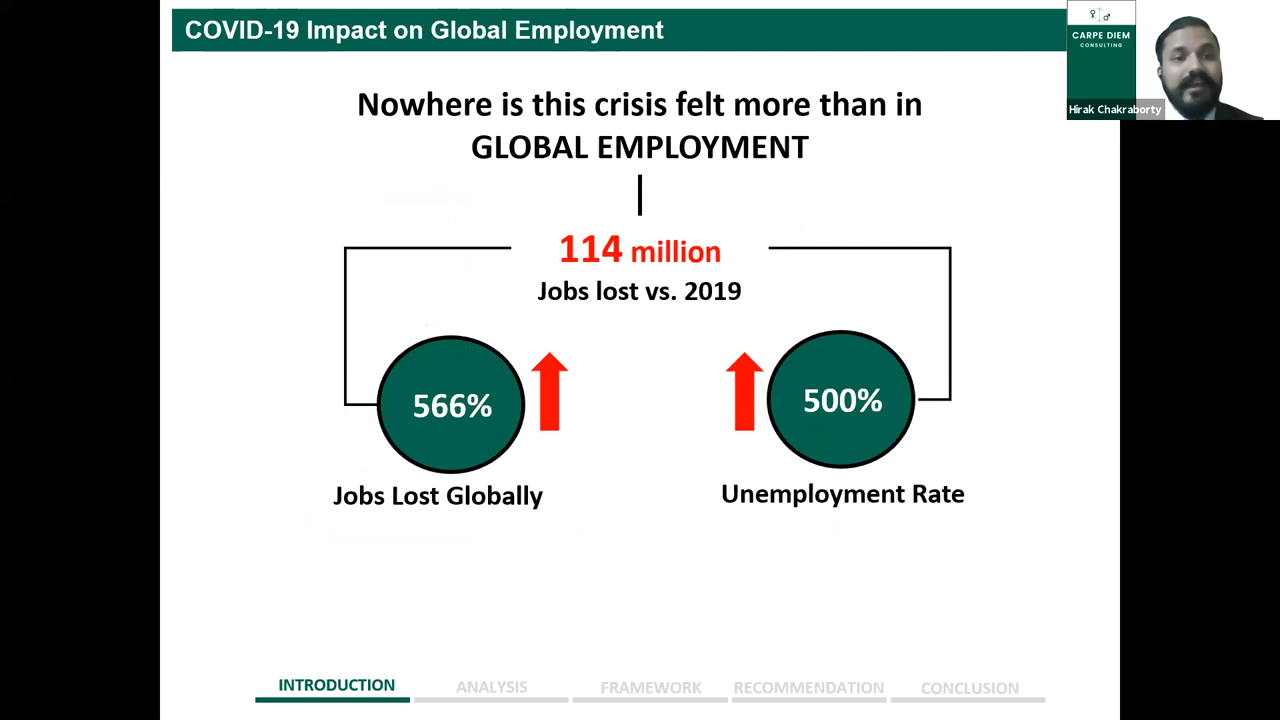 COVID-19 Impact on Global Employment
CARPE DIEM
CONSULTING
Hirak Chakraborty
Nowhere is this crisis felt more than in
GLOBAL EMPLOYMENT
114 million
Jobs lost vs. 2019
566%
500%
Jobs Lost Globally
Unemployment Rate
INTRODUCTION
ANALYSIS
FRAMEWORK
RECOMMENDATION
CONCLUSION